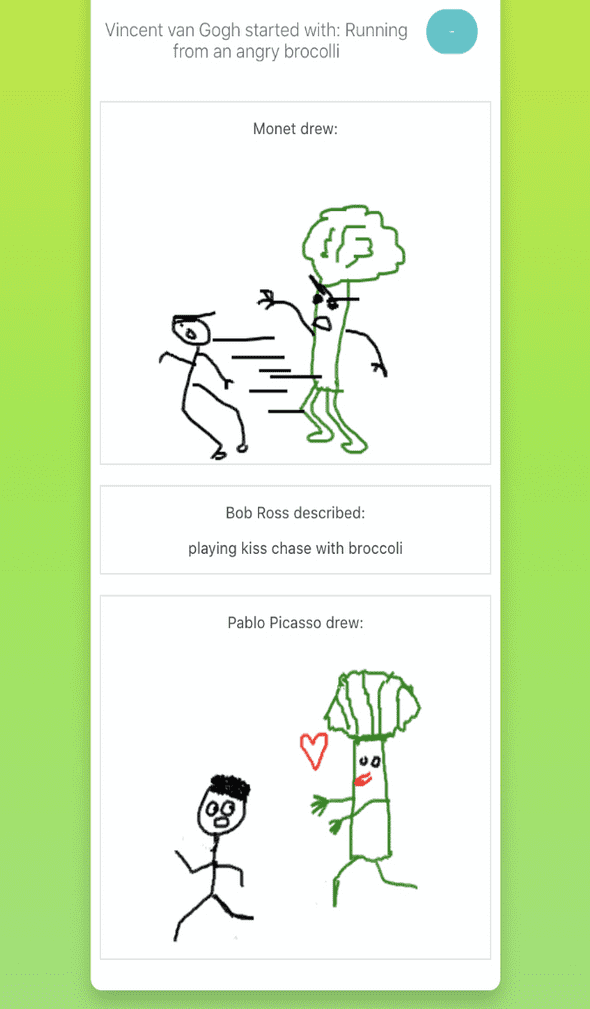 Vincent van Gogh started with: Running
from an angry brocolli
-
Monet drew:
Bob Ross described:
playing kiss chase with broccoli
Pablo Picasso drew: